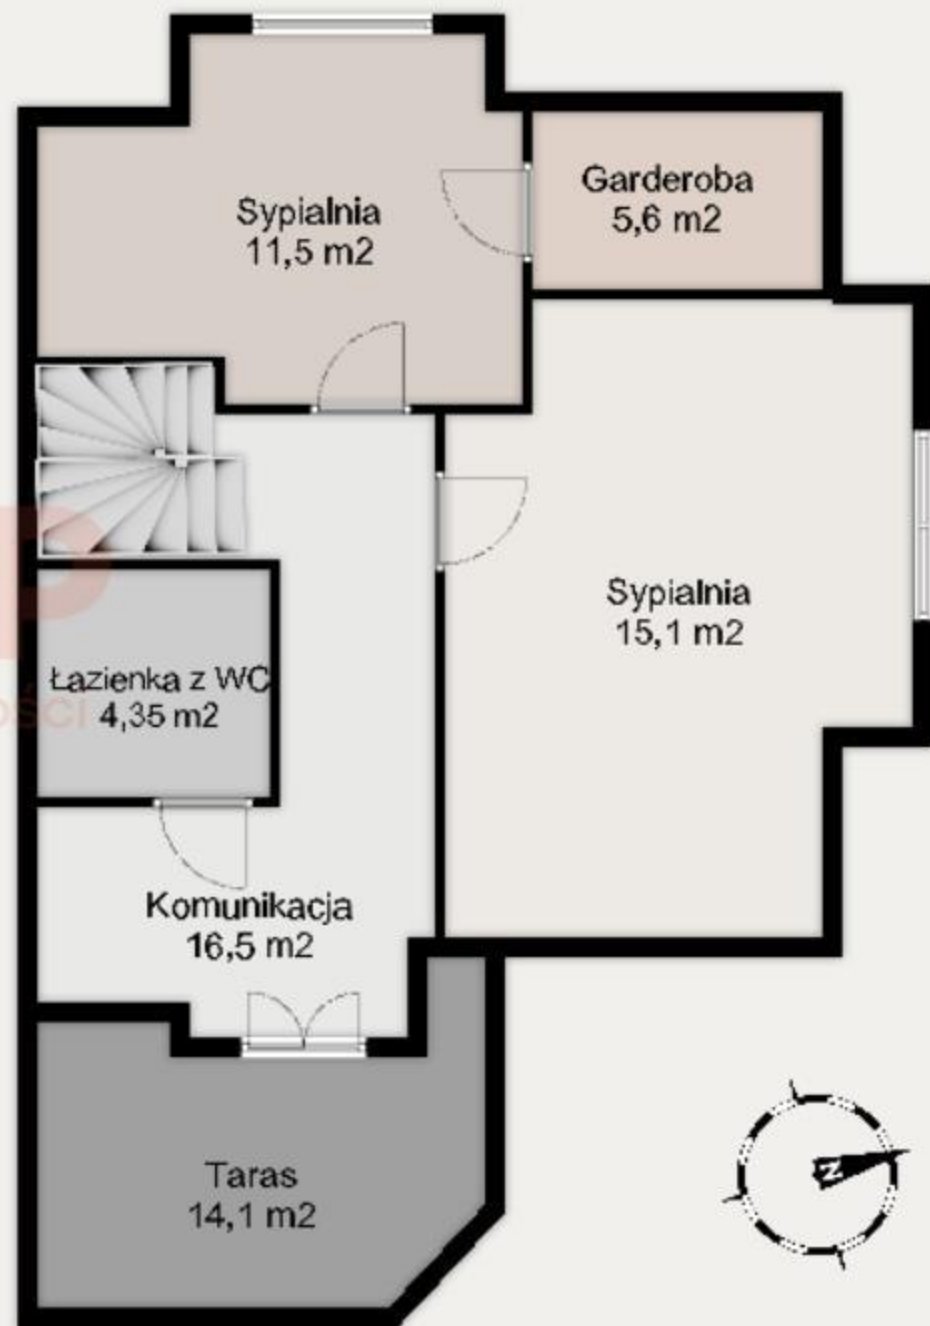 Sypialnia
11,5 m2
Garderoba
5,6 m2
Sypialnia
15,1 m2
Łazienka z WC
4,35 m2
ości
Komunikacja
16,5 m2
Taras
14,1 m2
N